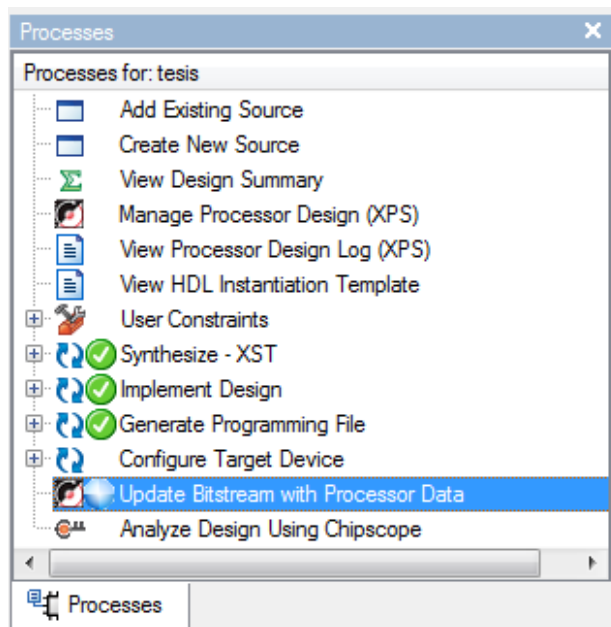 Processes
Processes for: tesis
Add Existing Source
Create New Source
View Design Summary
Manage Processor Design (XPS)
View Processor Design Log (XPS)
View HDL Instantiation Template
User Constraints
Synthesize - XST
Implement Design
Generate Programming File
Configure Target Device
Update Bitstream with Processor Data
Analyze Design Using Chipscope
Processes